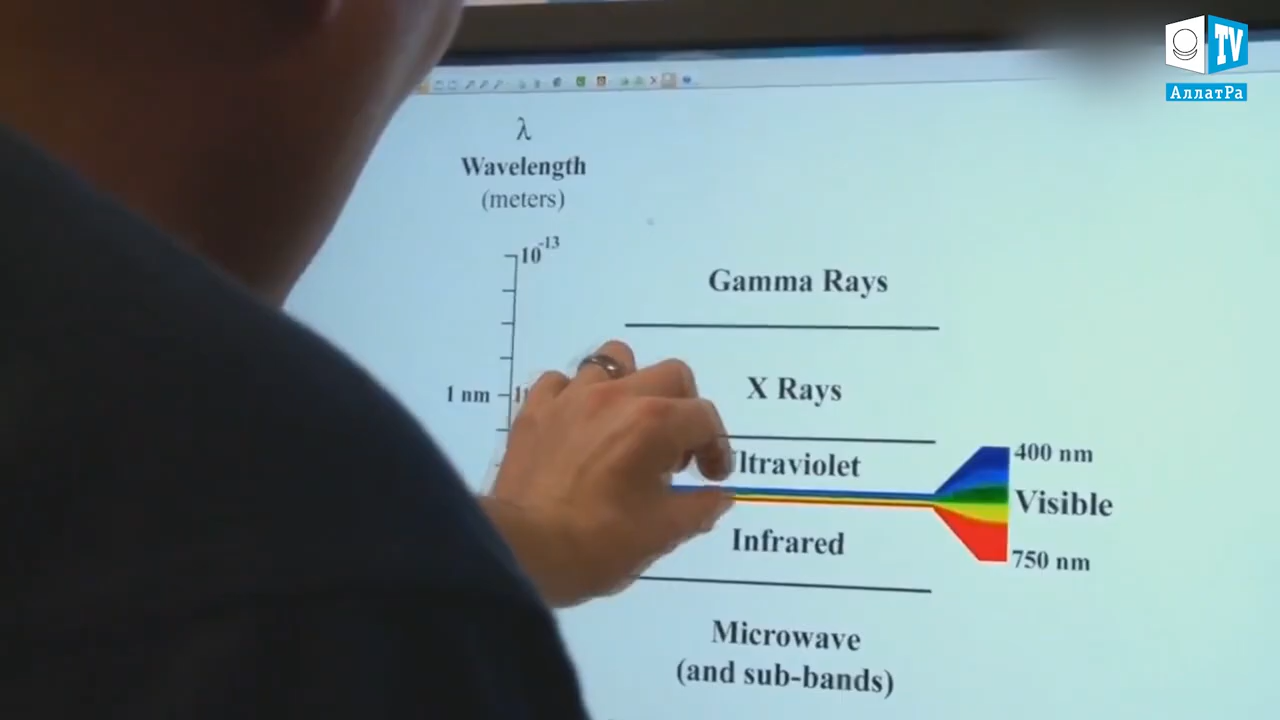 TV
АллатРа
λ
Wavelength
(meters)
10⁻¹³
Gamma Rays
1 nm
X Rays
ltraviolet
400 nm
Visible
750 nm
Infrared
Microwave
(and sub-bands)